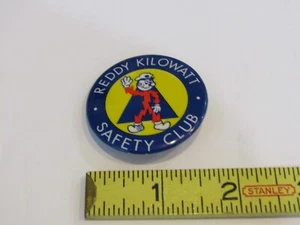 REDDY KILOWATT
SAFETY CLUB
1 2 STANLEY